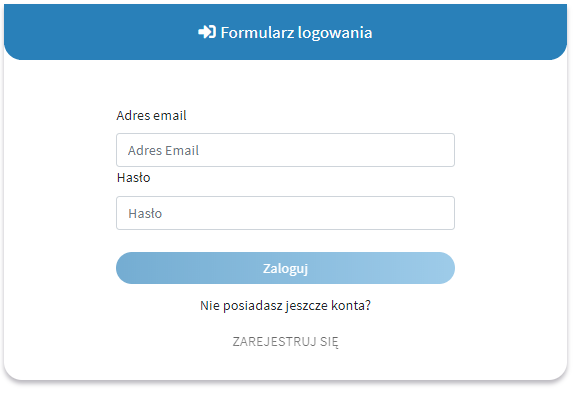 Formularz logowania
Adres email
Adres Email
Hasło
Hasło
Zaloguj
Nie posiadasz jeszcze konta?
ZAREJESTRUJ SIĘ